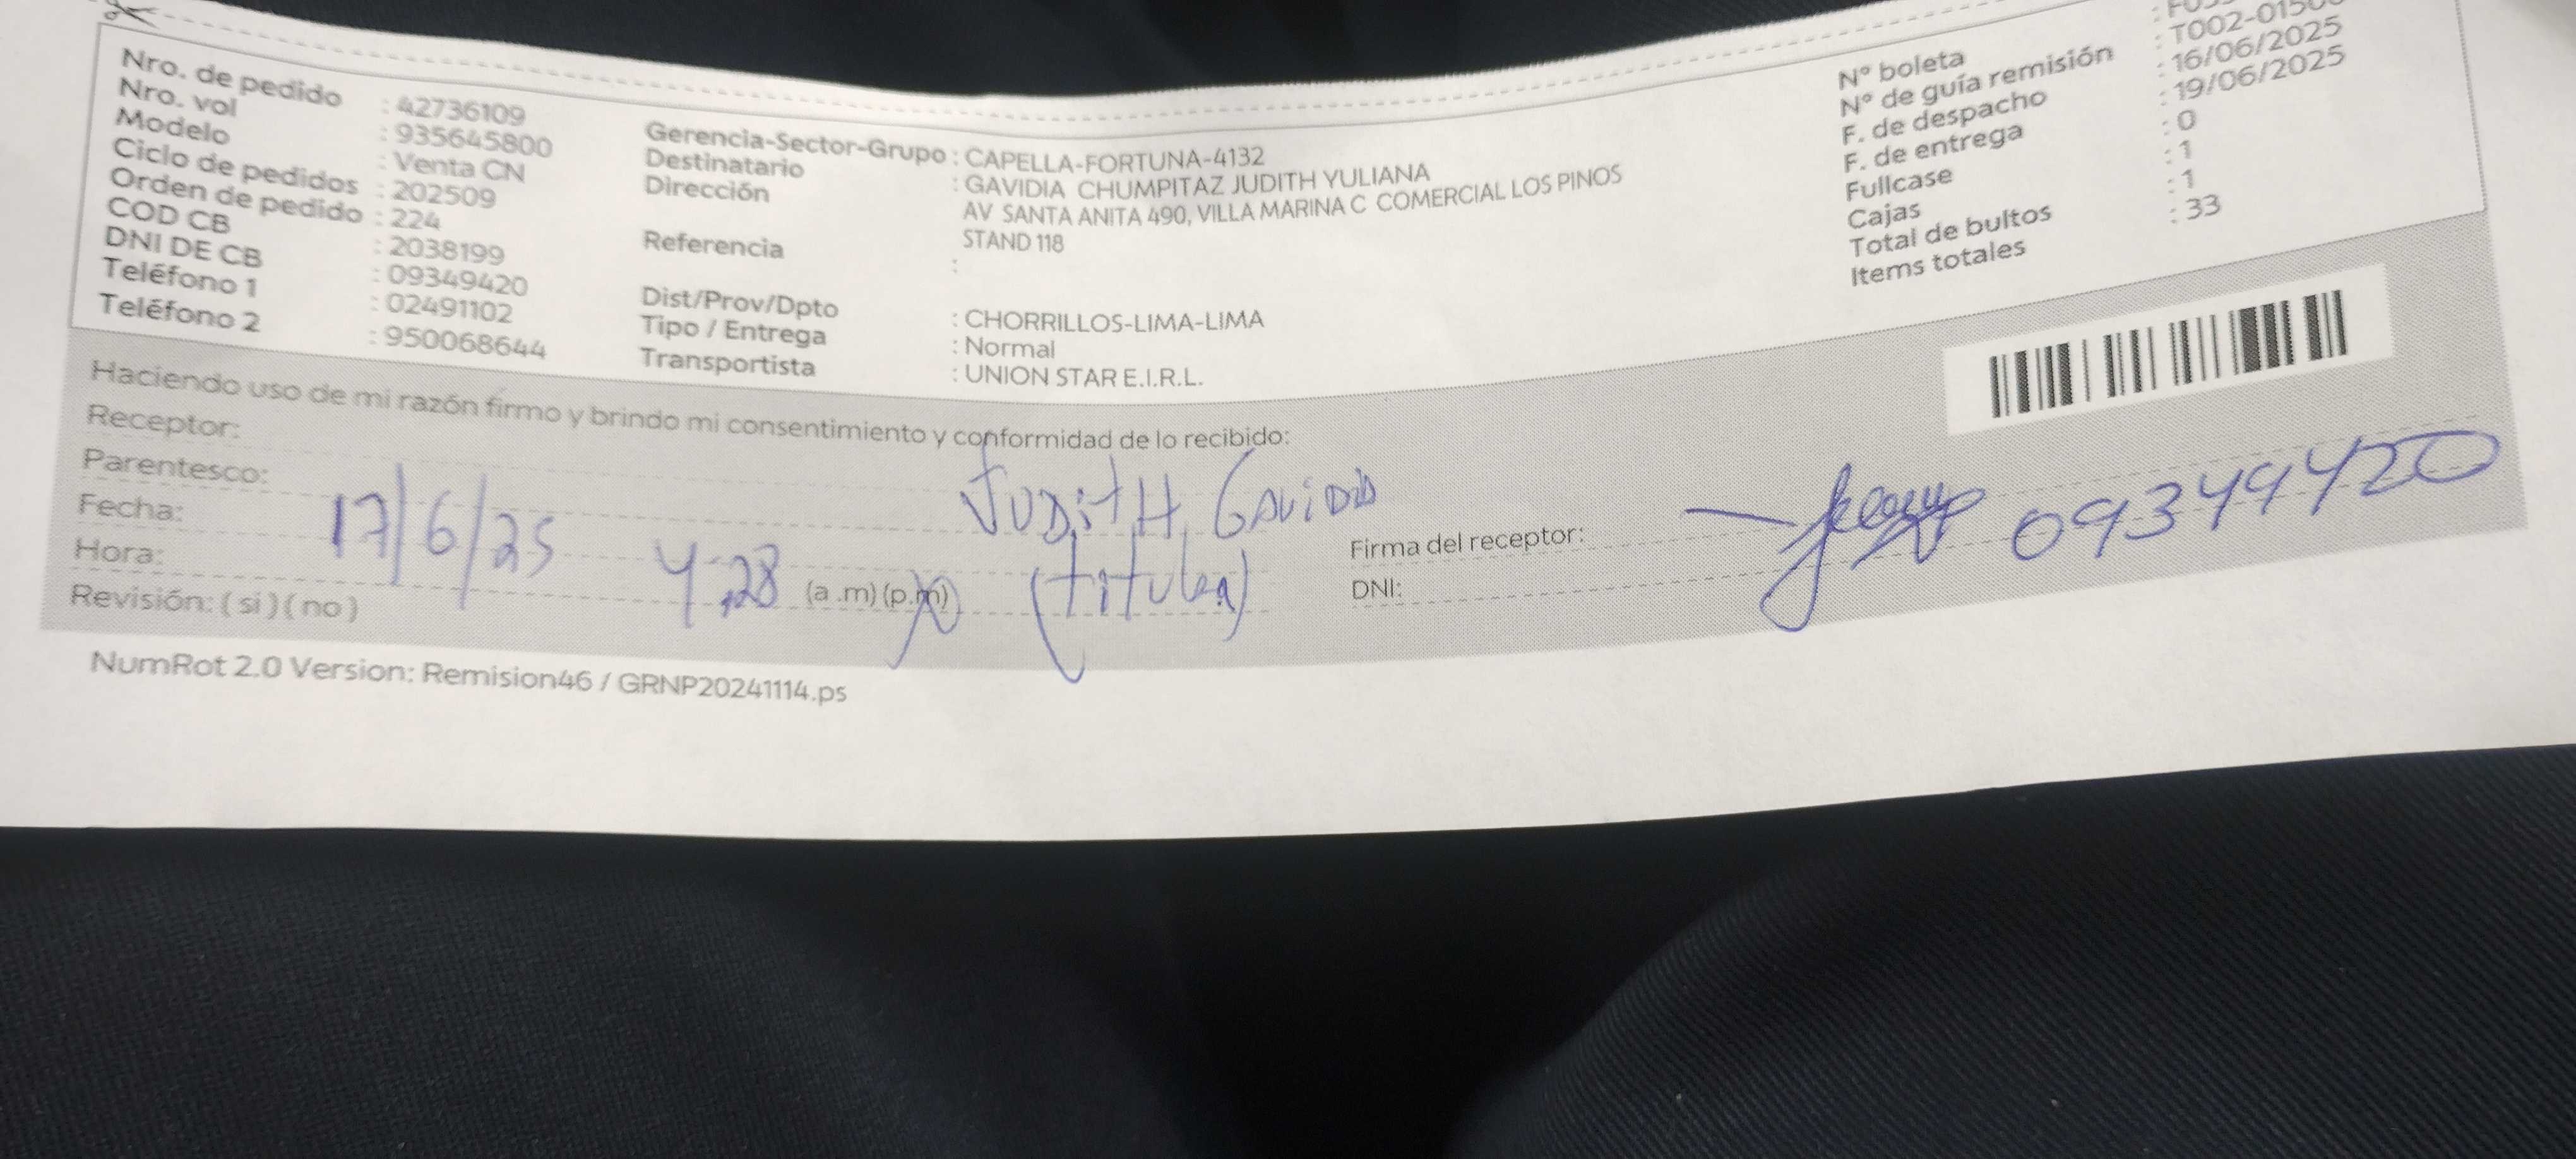 Nro. de pedido : 42736109
Nro. vol : 935645800
Modelo : Venta CN
Ciclo de pedidos : 202509
Orden de pedido : 224
COD CB : 2038199
DNI DE CB : 09349420
Teléfono 1 : 02491102
Teléfono 2 : 950068644
Gerencia-Sector-Grupo : CAPELLA-FORTUNA-4132
Destinatario : GAVIDIA CHUMPITAZ JUDITH YULIANA
Dirección AV SANTA ANITA 490, VILLA MARINA C COMERCIAL LOS PINOS
STAND 118
Referencia :
Dist/Prov/Dpto : CHORRILLOS-LIMA-LIMA
Tipo / Entrega : Normal
Transportista : UNION STAR E.I.R.L.
N° boleta
N° de guía remisión
F. de despacho : 16/06/2025
F. de entrega : 19/06/2025
Fullcase : 0
Cajas : 1
Total de bultos : 1
Items totales : 33
Haciendo uso de mi razón firmo y brindo mi consentimiento y conformidad de lo recibido:
Receptor: Judith Gavidia
Parentesco: (titular)
Fecha: 17/6/25
Hora: 4:28 (a .m) (p.m)
Revisión: ( si ) ( no )
Firma del receptor:
DNI: 09349420
NumRot 2.0 Version: Remision46 / GRNP20241114.ps